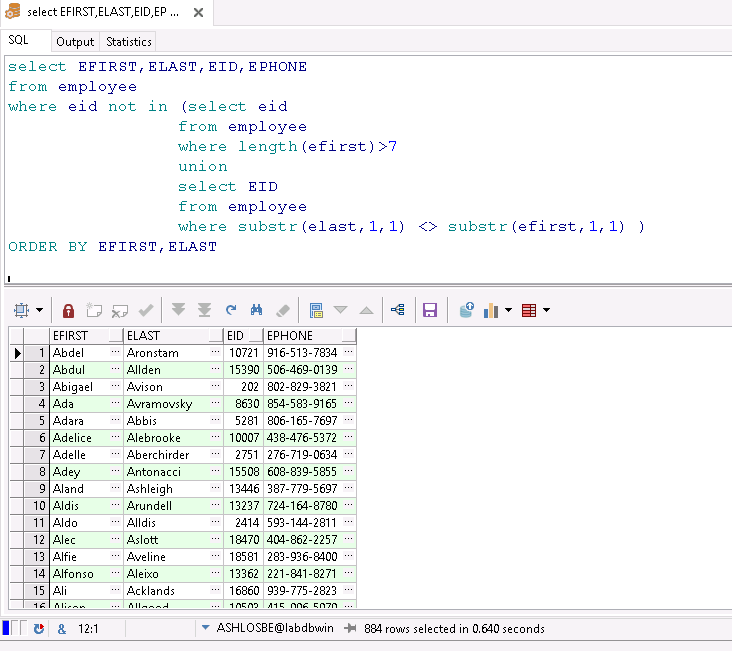 select EFIRST,ELAST,EID,EP ...
SQL Output Statistics
select EFIRST,ELAST,EID,EPHONE
from employee
where eid not in (select eid
from employee
where length(efirst)>7
union
select EID
from employee
where substr(elast,1,1) <> substr(efirst,1,1) )
ORDER BY EFIRST,ELAST
EFIRST ELAST EID EPHONE
1 Abdel ... Aronstam ... 10721 916-513-7834 ...
2 Abdul ... Allden ... 15390 506-469-0139 ...
3 Abigael ... Avison ... 202 802-829-3821 ...
4 Ada ... Avramovsky ... 8630 854-583-9165 ...
5 Adara ... Abbis ... 5281 806-165-7697 ...
6 Adelice ... Alebrooke ... 10007 438-476-5372 ...
7 Adelle ... Aberchirder ... 2751 276-719-0634 ...
8 Adey ... Antonacci ... 15508 608-839-5855 ...
9 Aland ... Ashleigh ... 13446 387-779-5697 ...
10 Aldis ... Arundell ... 13237 724-164-8780 ...
11 Aldo ... Alldis ... 2414 593-144-2811 ...
12 Alec ... Aslott ... 18470 404-862-2257 ...
13 Alfie ... Aveline ... 18581 283-936-8400 ...
14 Alfonso ... Aleixo ... 13362 221-841-8271 ...
15 Ali ... Acklands ... 16860 939-775-2823 ...
16 Alison ... Allgood ...
& 12:1 ASHLOSBE@labdbwin 884 rows selected in 0.640 seconds